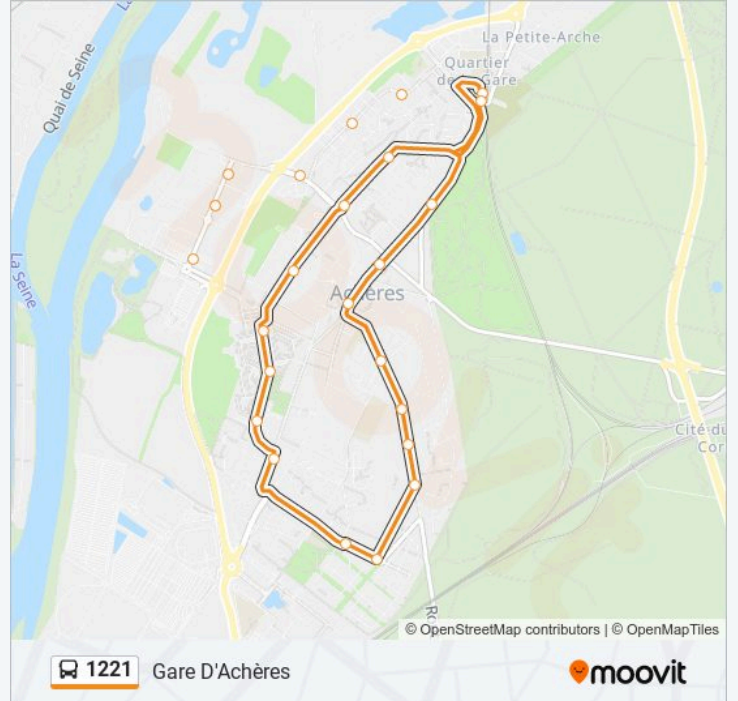 La Petite-Arche
Quartier
de Gare
Quai de Seine
La Seine
Achères
Cité du
Cor
Ro
© OpenStreetMap contributors | © OpenMapTiles
1221 Gare D'Achères
moovit